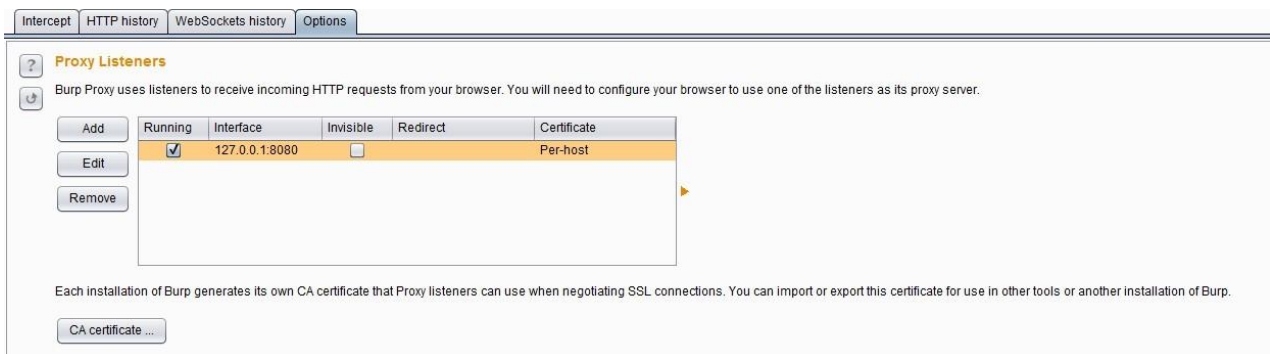 Intercept HTTP history WebSockets history Options
? Proxy Listeners
Burp Proxy uses listeners to receive incoming HTTP requests from your browser. You will need to configure your browser to use one of the listeners as its proxy server.
Add Running Interface Invisible Redirect Certificate
127.0.0.1:8080 Per-host
Edit
Remove
Each installation of Burp generates its own CA certificate that Proxy listeners can use when negotiating SSL connections. You can import or export this certificate for use in other tools or another installation of Burp.
CA certificate ...